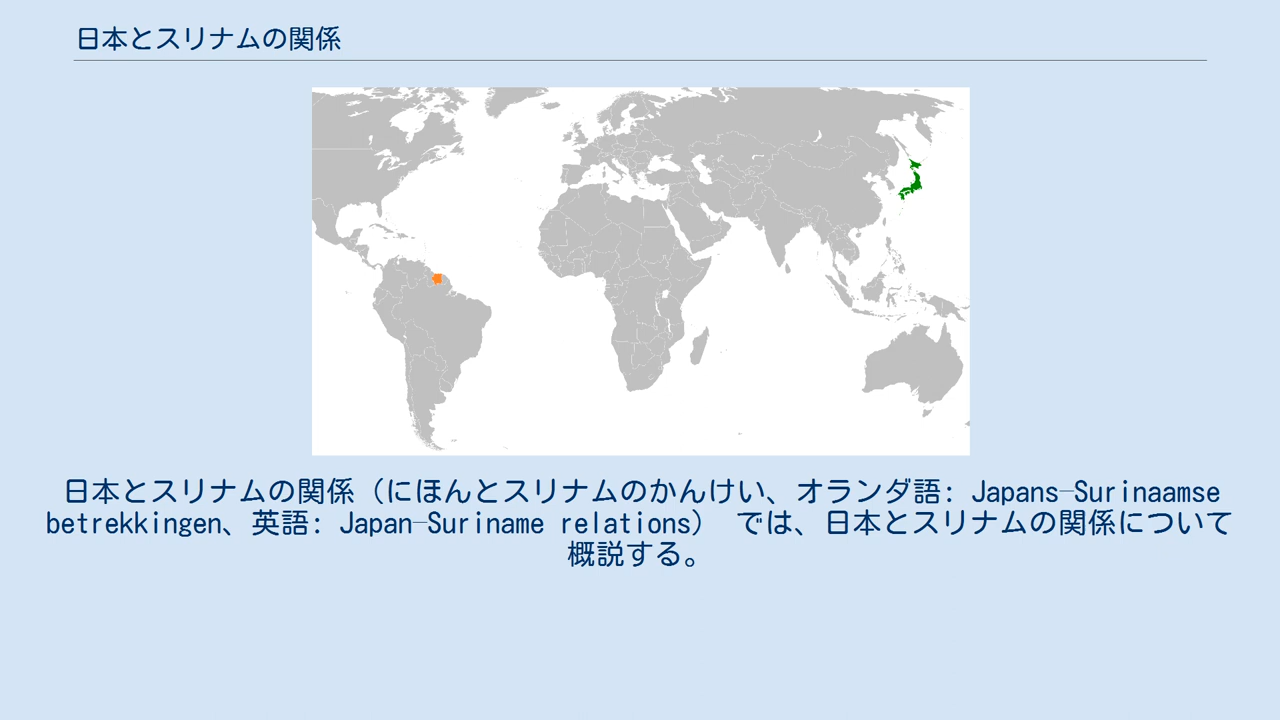 日本とスリナムの関係
日本とスリナムの関係（にほんとスリナムのかんけい、オランダ語: Japans–Surinaamse
betrekkingen、英語: Japan–Suriname relations） では、日本とスリナムの関係について
概説する。